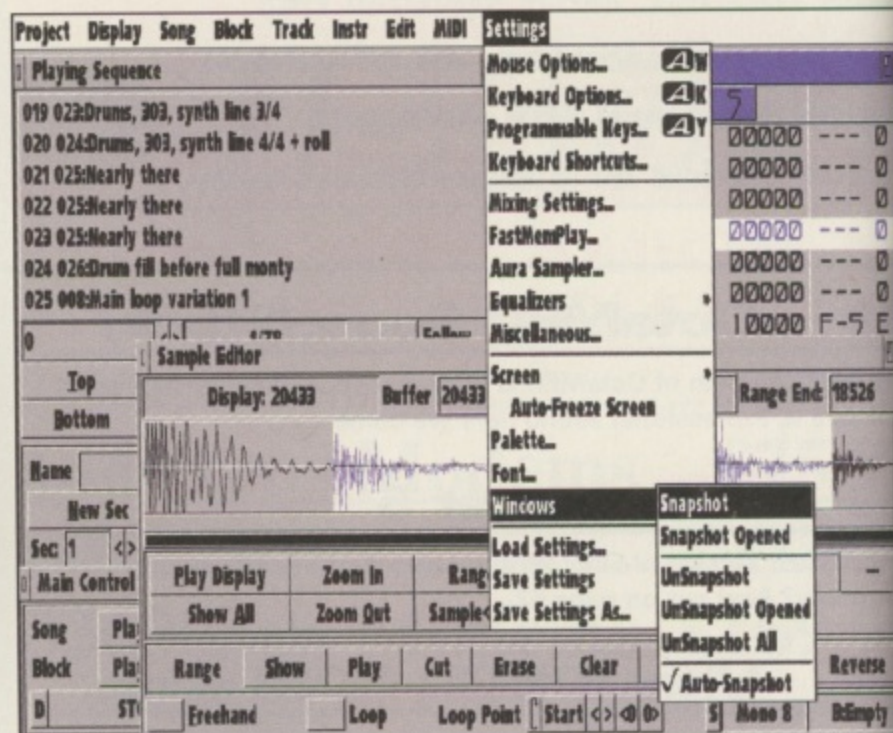 Project Display Song Block Track Instr Edit MIDI Settings
Playing Sequence
019 023:Drums, 303, synth line 3/4
020 024:Drums, 303, synth line 4/4 + roll
021 025:Nearly there
022 025:Nearly there
023 025:Nearly there
024 026:Drum fill before full monty
025 008:Main loop variation 1
0
Top
Bottom
Name
New Sec
Sec: 1 <>
Main Control
Song
Block
D
Mouse Options... A W
Keyboard Options... A K
Programmable Keys... A Y
Keyboard Shortcuts...
Mixing Settings...
FastMemPlay...
Aura Sampler...
Equalizers »
Miscellaneous...
Screen »
Auto-Freeze Screen
Palette...
Font...
Windows
Load Settings...
Save Settings
Save Settings As...
Snapshot
Snapshot Opened
UnSnapshot
UnSnapshot Opened
UnSnapshot All
√ Auto-Snapshot
5
00000 --- 0
00000 --- 0
00000 --- 0
00000 --- 0
00000 --- 0
00000 --- 0
10000 F-5 E
Sample Editor
Display: 20433 Buffer 20433 Range End: 18526
Play Display Zoom In
Show All Zoom Out
Range Show Play Cut Erase Clear Reverse
Freehand Loop Loop Point Start <> <0 0> S Mono 8 B:Empty